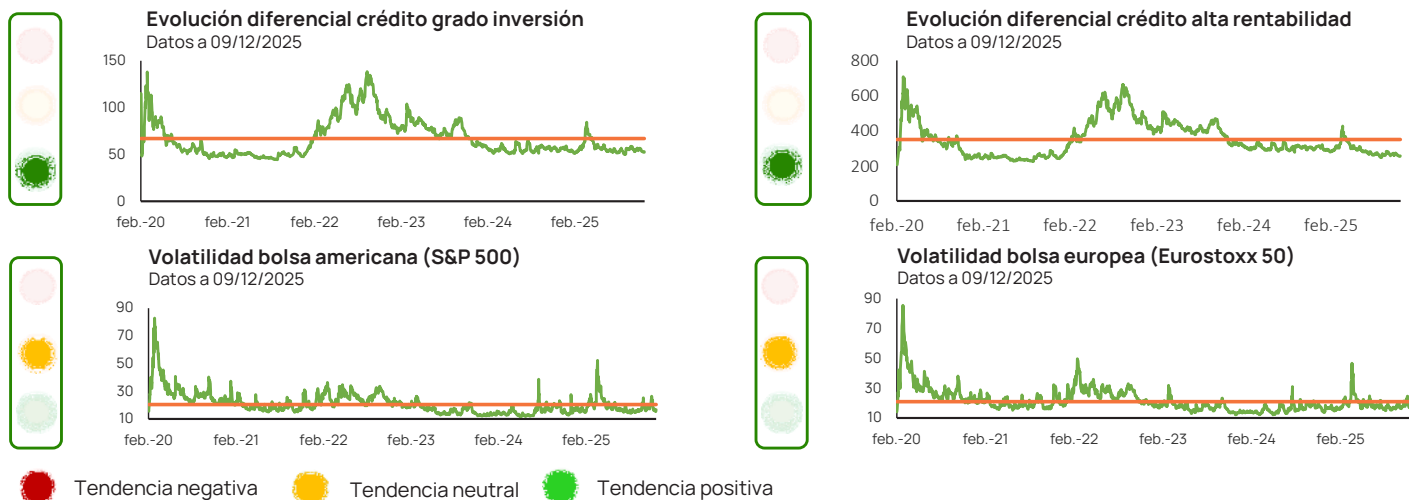 Evolución diferencial crédito grado inversión
Datos a 09/12/2025
150
100
50
0
feb.-20 feb.-21 feb.-22 feb.-23 feb.-24 feb.-25
Evolución diferencial crédito alta rentabilidad
Datos a 09/12/2025
800
600
400
200
0
feb.-20 feb.-21 feb.-22 feb.-23 feb.-24 feb.-25
Volatilidad bolsa americana (S&P 500)
Datos a 09/12/2025
90
70
50
30
10
feb.-20 feb.-21 feb.-22 feb.-23 feb.-24 feb.-25
Volatilidad bolsa europea (Eurostoxx 50)
Datos a 09/12/2025
90
70
50
30
10
feb.-20 feb.-21 feb.-22 feb.-23 feb.-24 feb.-25
Tendencia negativa Tendencia neutral Tendencia positiva